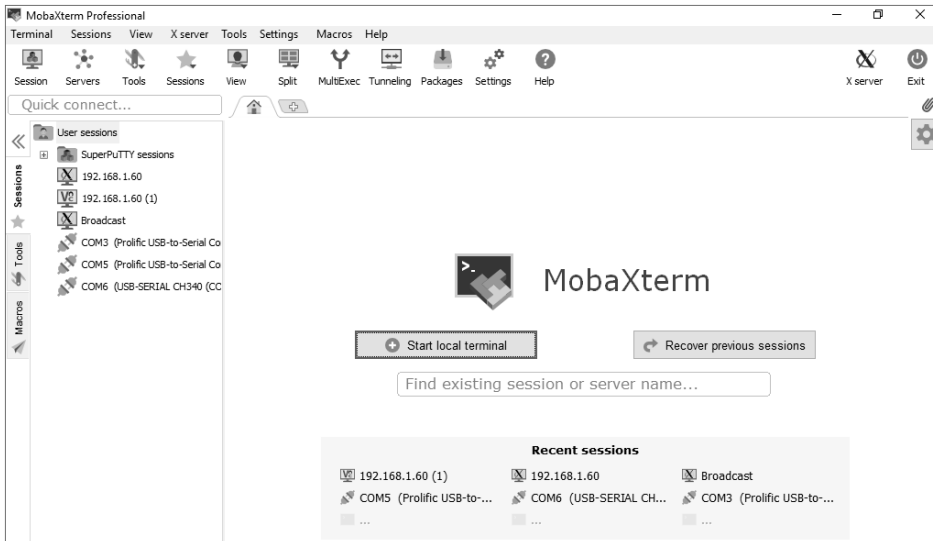 MobaXterm Professional
Terminal Sessions View X server Tools Settings Macros Help
Session Servers Tools Sessions View Split MultiExec Tunneling Packages Settings Help X server Exit
Quick connect...
User sessions
SuperPuTTY sessions
192.168.1.60
192.168.1.60 (1)
Broadcast
COM3 (Prolific USB-to-Serial Co
COM5 (Prolific USB-to-Serial Co
COM6 (USB-SERIAL CH340 (CC
Sessions
Tools
Macros
MobaXterm
Start local terminal Recover previous sessions
Find existing session or server name...
Recent sessions
192.168.1.60 (1) 192.168.1.60 Broadcast
COM5 (Prolific USB-to-... COM6 (USB-SERIAL CH... COM3 (Prolific USB-to-...
... ... ...